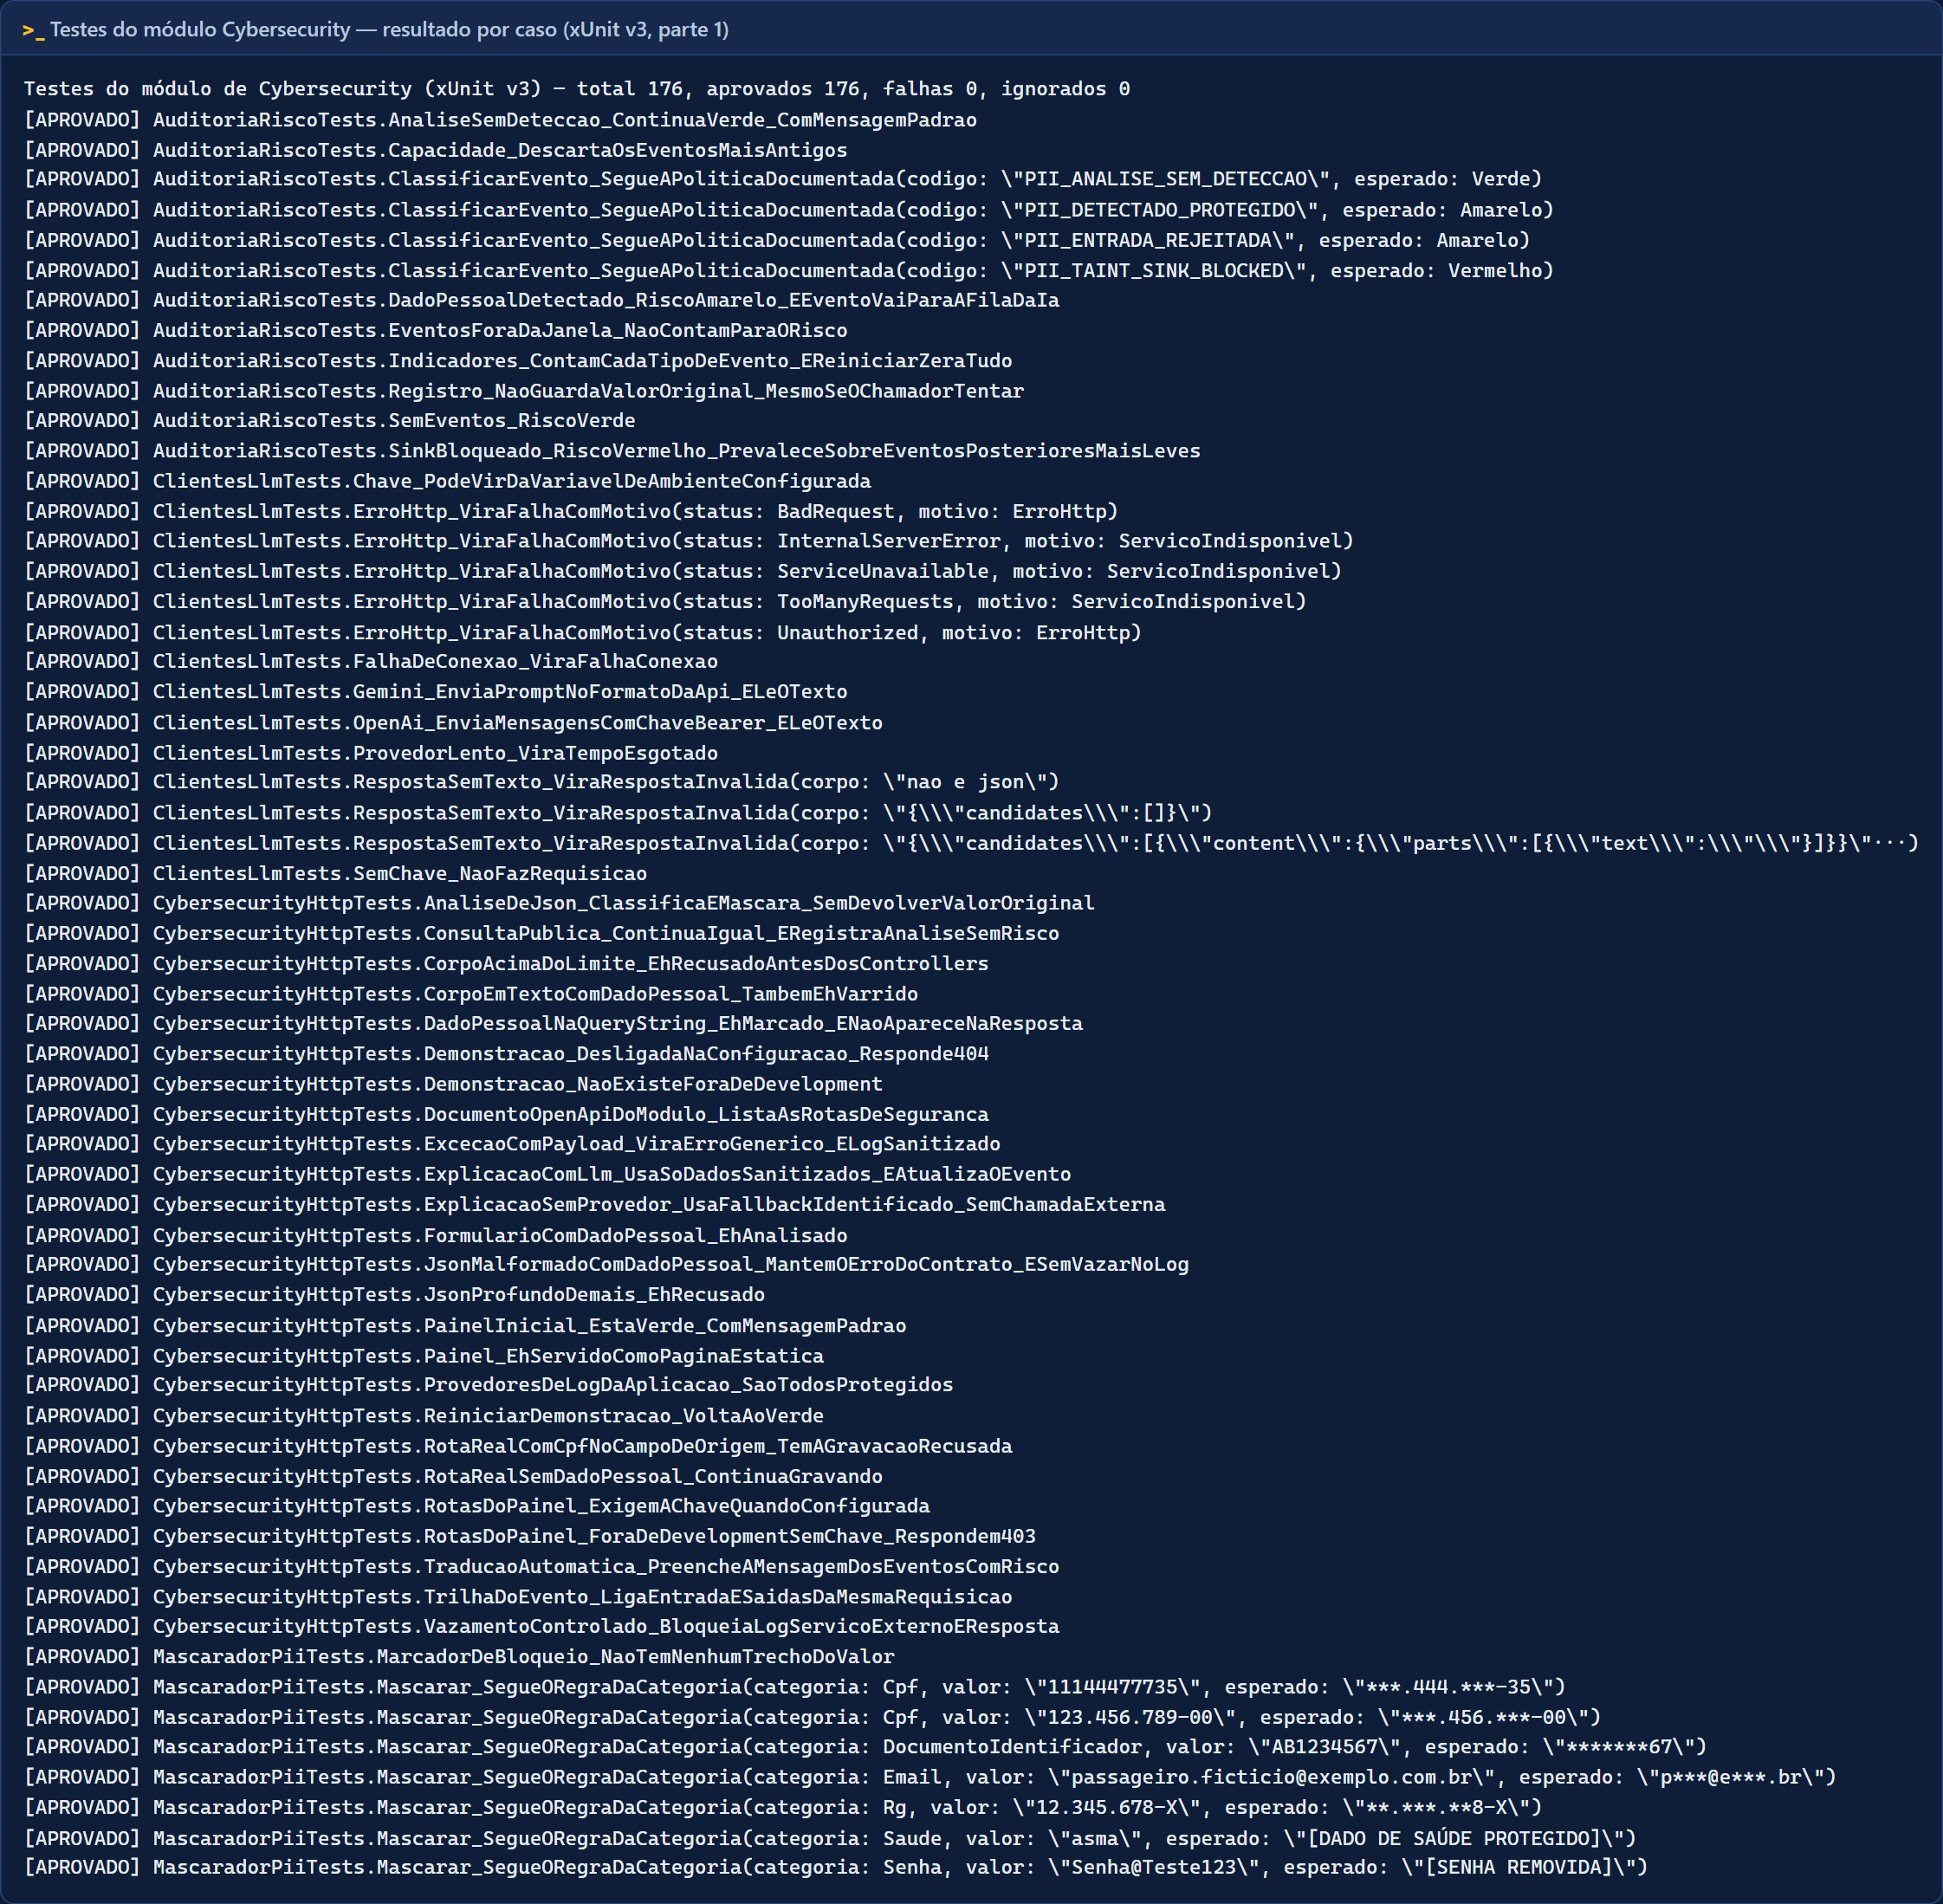 >_ Testes do módulo Cybersecurity — resultado por caso (xUnit v3, parte 1)
Testes do módulo de Cybersecurity (xUnit v3) — total 176, aprovados 176, falhas 0, ignorados 0
[APROVADO] AuditoriaRiscoTests.AnaliseSemDeteccao_ContinuaVerde_ComMensagemPadrao
[APROVADO] AuditoriaRiscoTests.Capacidade_DescartaOsEventosMaisAntigos
[APROVADO] AuditoriaRiscoTests.ClassificarEvento_SegueAPoliticaDocumentada(codigo: \"PII_ANALISE_SEM_DETECCAO\", esperado: Verde)
[APROVADO] AuditoriaRiscoTests.ClassificarEvento_SegueAPoliticaDocumentada(codigo: \"PII_DETECTADO_PROTEGIDO\", esperado: Amarelo)
[APROVADO] AuditoriaRiscoTests.ClassificarEvento_SegueAPoliticaDocumentada(codigo: \"PII_ENTRADA_REJEITADA\", esperado: Amarelo)
[APROVADO] AuditoriaRiscoTests.ClassificarEvento_SegueAPoliticaDocumentada(codigo: \"PII_TAINT_SINK_BLOCKED\", esperado: Vermelho)
[APROVADO] AuditoriaRiscoTests.DadoPessoalDetectado_RiscoAmarelo_EEventoVaiParaAFilaDaIa
[APROVADO] AuditoriaRiscoTests.EventosForaDaJanela_NaoContamParaORisco
[APROVADO] AuditoriaRiscoTests.Indicadores_ContamCadaTipoDeEvento_EReiniciarZeraTudo
[APROVADO] AuditoriaRiscoTests.Registro_NaoGuardaValorOriginal_MesmoSeOChamadorTentar
[APROVADO] AuditoriaRiscoTests.SemEventos_RiscoVerde
[APROVADO] AuditoriaRiscoTests.SinkBloqueado_RiscoVermelho_PrevaleceSobreEventosPosterioresMaisLeves
[APROVADO] ClientesLlmTests.Chave_PodeVirDaVariavelDeAmbienteConfigurada
[APROVADO] ClientesLlmTests.ErroHttp_ViraFalhaComMotivo(status: BadRequest, motivo: ErroHttp)
[APROVADO] ClientesLlmTests.ErroHttp_ViraFalhaComMotivo(status: InternalServerError, motivo: ServicoIndisponivel)
[APROVADO] ClientesLlmTests.ErroHttp_ViraFalhaComMotivo(status: ServiceUnavailable, motivo: ServicoIndisponivel)
[APROVADO] ClientesLlmTests.ErroHttp_ViraFalhaComMotivo(status: TooManyRequests, motivo: ServicoIndisponivel)
[APROVADO] ClientesLlmTests.ErroHttp_ViraFalhaComMotivo(status: Unauthorized, motivo: ErroHttp)
[APROVADO] ClientesLlmTests.FalhaDeConexao_ViraFalhaConexao
[APROVADO] ClientesLlmTests.Gemini_EnviaPromptNoFormatoDaApi_ELeOTexto
[APROVADO] ClientesLlmTests.OpenAi_EnviaMensagensComChaveBearer_ELeOTexto
[APROVADO] ClientesLlmTests.ProvedorLento_ViraTempoEsgotado
[APROVADO] ClientesLlmTests.RespostaSemTexto_ViraRespostaInvalida(corpo: \"nao e json\")
[APROVADO] ClientesLlmTests.RespostaSemTexto_ViraRespostaInvalida(corpo: \"{\\\"candidates\\\":[]}\")
[APROVADO] ClientesLlmTests.RespostaSemTexto_ViraRespostaInvalida(corpo: \"{\\\"candidates\\\":[{\\\"content\\\":{\\\"parts\\\":[{\\\"text\\\":\\\"\\\"}]}}\"···)
[APROVADO] ClientesLlmTests.SemChave_NaoFazRequisicao
[APROVADO] CybersecurityHttpTests.AnaliseDeJson_ClassificaEMascara_SemDevolverValorOriginal
[APROVADO] CybersecurityHttpTests.ConsultaPublica_ContinuaIgual_ERegistraAnaliseSemRisco
[APROVADO] CybersecurityHttpTests.CorpoAcimaDoLimite_EhRecusadoAntesDosControllers
[APROVADO] CybersecurityHttpTests.CorpoEmTextoComDadoPessoal_TambemEhVarrido
[APROVADO] CybersecurityHttpTests.DadoPessoalNaQueryString_EhMarcado_ENaoApareceNaResposta
[APROVADO] CybersecurityHttpTests.Demonstracao_DesligadaNaConfiguracao_Responde404
[APROVADO] CybersecurityHttpTests.Demonstracao_NaoExisteForaDeDevelopment
[APROVADO] CybersecurityHttpTests.DocumentoOpenApiDoModulo_ListaAsRotasDeSeguranca
[APROVADO] CybersecurityHttpTests.ExcecaoComPayload_ViraErroGenerico_ELogSanitizado
[APROVADO] CybersecurityHttpTests.ExplicacaoComLlm_UsaSoDadosSanitizados_EAtualizaOEvento
[APROVADO] CybersecurityHttpTests.ExplicacaoSemProvedor_UsaFallbackIdentificado_SemChamadaExterna
[APROVADO] CybersecurityHttpTests.FormularioComDadoPessoal_EhAnalisado
[APROVADO] CybersecurityHttpTests.JsonMalformadoComDadoPessoal_MantemOErroDoContrato_ESemVazarNoLog
[APROVADO] CybersecurityHttpTests.JsonProfundoDemais_EhRecusado
[APROVADO] CybersecurityHttpTests.PainelInicial_EstaVerde_ComMensagemPadrao
[APROVADO] CybersecurityHttpTests.Painel_EhServidoComoPaginaEstatica
[APROVADO] CybersecurityHttpTests.ProvedoresDeLogDaAplicacao_SaoTodosProtegidos
[APROVADO] CybersecurityHttpTests.ReiniciarDemonstracao_VoltaAoVerde
[APROVADO] CybersecurityHttpTests.RotaRealComCpfNoCampoDeOrigem_TemAGravacaoRecusada
[APROVADO] CybersecurityHttpTests.RotaRealSemDadoPessoal_ContinuaGravando
[APROVADO] CybersecurityHttpTests.RotasDoPainel_ExigemAChaveQuandoConfigurada
[APROVADO] CybersecurityHttpTests.RotasDoPainel_ForaDeDevelopmentSemChave_Respondem403
[APROVADO] CybersecurityHttpTests.TraducaoAutomatica_PreencheAMensagemDosEventosComRisco
[APROVADO] CybersecurityHttpTests.TrilhaDoEvento_LigaEntradaESaidasDaMesmaRequisicao
[APROVADO] CybersecurityHttpTests.VazamentoControlado_BloqueiaLogServicoExternoEResposta
[APROVADO] MascaradorPiiTests.MarcadorDeBloqueio_NaoTemNenhumTrechoDoValor
[APROVADO] MascaradorPiiTests.Mascarar_SegueORegraDaCategoria(categoria: Cpf, valor: \"11144477735\", esperado: \"***.444.***-35\")
[APROVADO] MascaradorPiiTests.Mascarar_SegueORegraDaCategoria(categoria: Cpf, valor: \"123.456.789-00\", esperado: \"***.456.***-00\")
[APROVADO] MascaradorPiiTests.Mascarar_SegueORegraDaCategoria(categoria: DocumentoIdentificador, valor: \"AB1234567\", esperado: \"*******67\")
[APROVADO] MascaradorPiiTests.Mascarar_SegueORegraDaCategoria(categoria: Email, valor: \"passageiro.ficticio@exemplo.com.br\", esperado: \"p***@e***.br\")
[APROVADO] MascaradorPiiTests.Mascarar_SegueORegraDaCategoria(categoria: Rg, valor: \"12.345.678-X\", esperado: \"**.***.**8-X\")
[APROVADO] MascaradorPiiTests.Mascarar_SegueORegraDaCategoria(categoria: Saude, valor: \"asma\", esperado: \"[DADO DE SAÚDE PROTEGIDO]\")
[APROVADO] MascaradorPiiTests.Mascarar_SegueORegraDaCategoria(categoria: Senha, valor: \"Senha@Teste123\", esperado: \"[SENHA REMOVIDA]\")